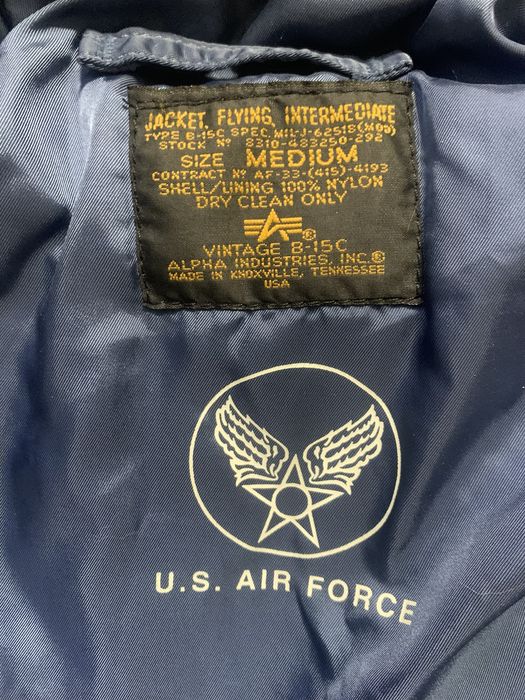 JACKET, FLYING, INTERMEDIATE
TYPE B-15C SPEC. MIL-J-6251B(MOD)
STOCK Nº 8310-483250-292
SIZE MEDIUM
CONTRACT Nº AF-33-(415)-4193
SHELL/LINING 100% NYLON
DRY CLEAN ONLY
®
VINTAGE B-15C
ALPHA INDUSTRIES, INC.®
MADE IN KNOXVILLE, TENNESSEE
USA
U.S. AIR FORCE